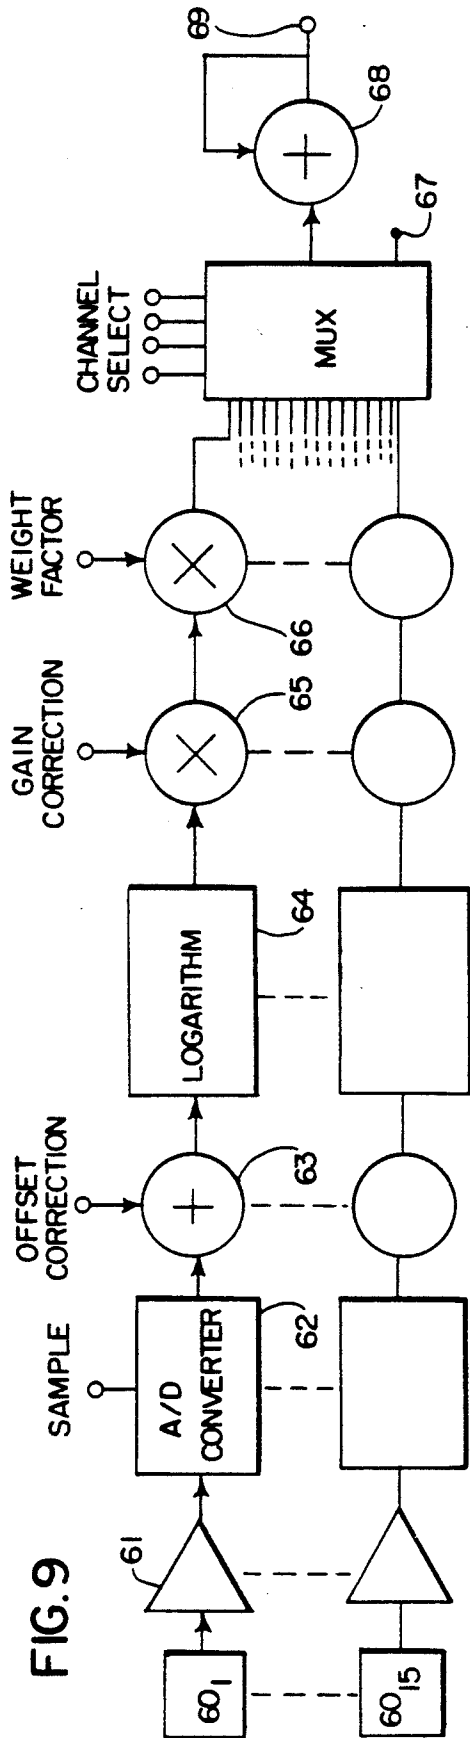 FIG. 9
SAMPLE
OFFSET
CORRECTION
GAIN
CORRECTION
WEIGHT
FACTOR
CHANNEL
SELECT
60₁
61
A/D
CONVERTER
62
+
63
LOGARITHM
64
×
65
×
66
MUX
67
+
68
69
60₁₅